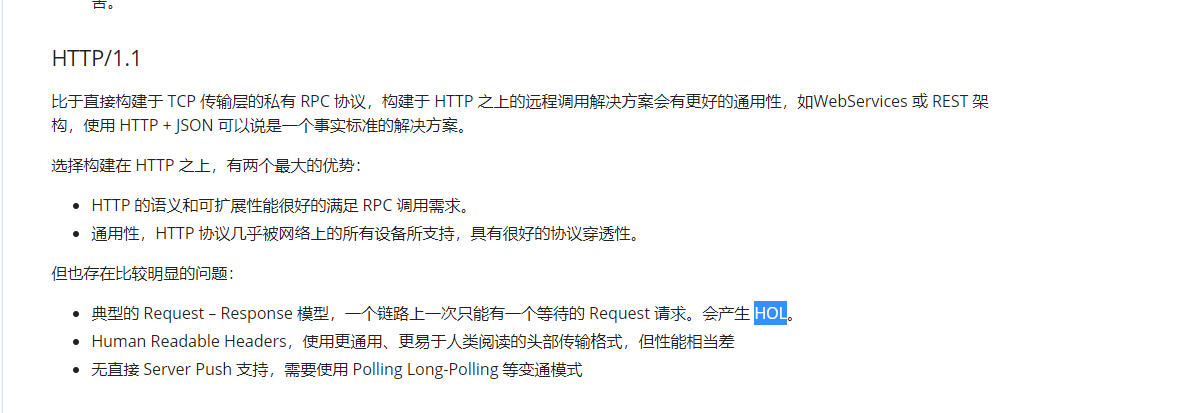 害。
HTTP/1.1
比于直接构建于 TCP 传输层的私有 RPC 协议，构建于 HTTP 之上的远程调用解决方案会有更好的通用性，如WebServices 或 REST 架
构，使用 HTTP + JSON 可以说是一个事实标准的解决方案。
选择构建在 HTTP 之上，有两个最大的优势：
• HTTP 的语义和可扩展性能很好的满足 RPC 调用需求。
• 通用性，HTTP 协议几乎被网络上的所有设备所支持，具有很好的协议穿透性。
但也存在比较明显的问题：
• 典型的 Request – Response 模型，一个链路上一次只能有一个等待的 Request 请求。会产生 HOL。
• Human Readable Headers，使用更通用、更易于人类阅读的头部传输格式，但性能相当差
• 无直接 Server Push 支持，需要使用 Polling Long-Polling 等变通模式